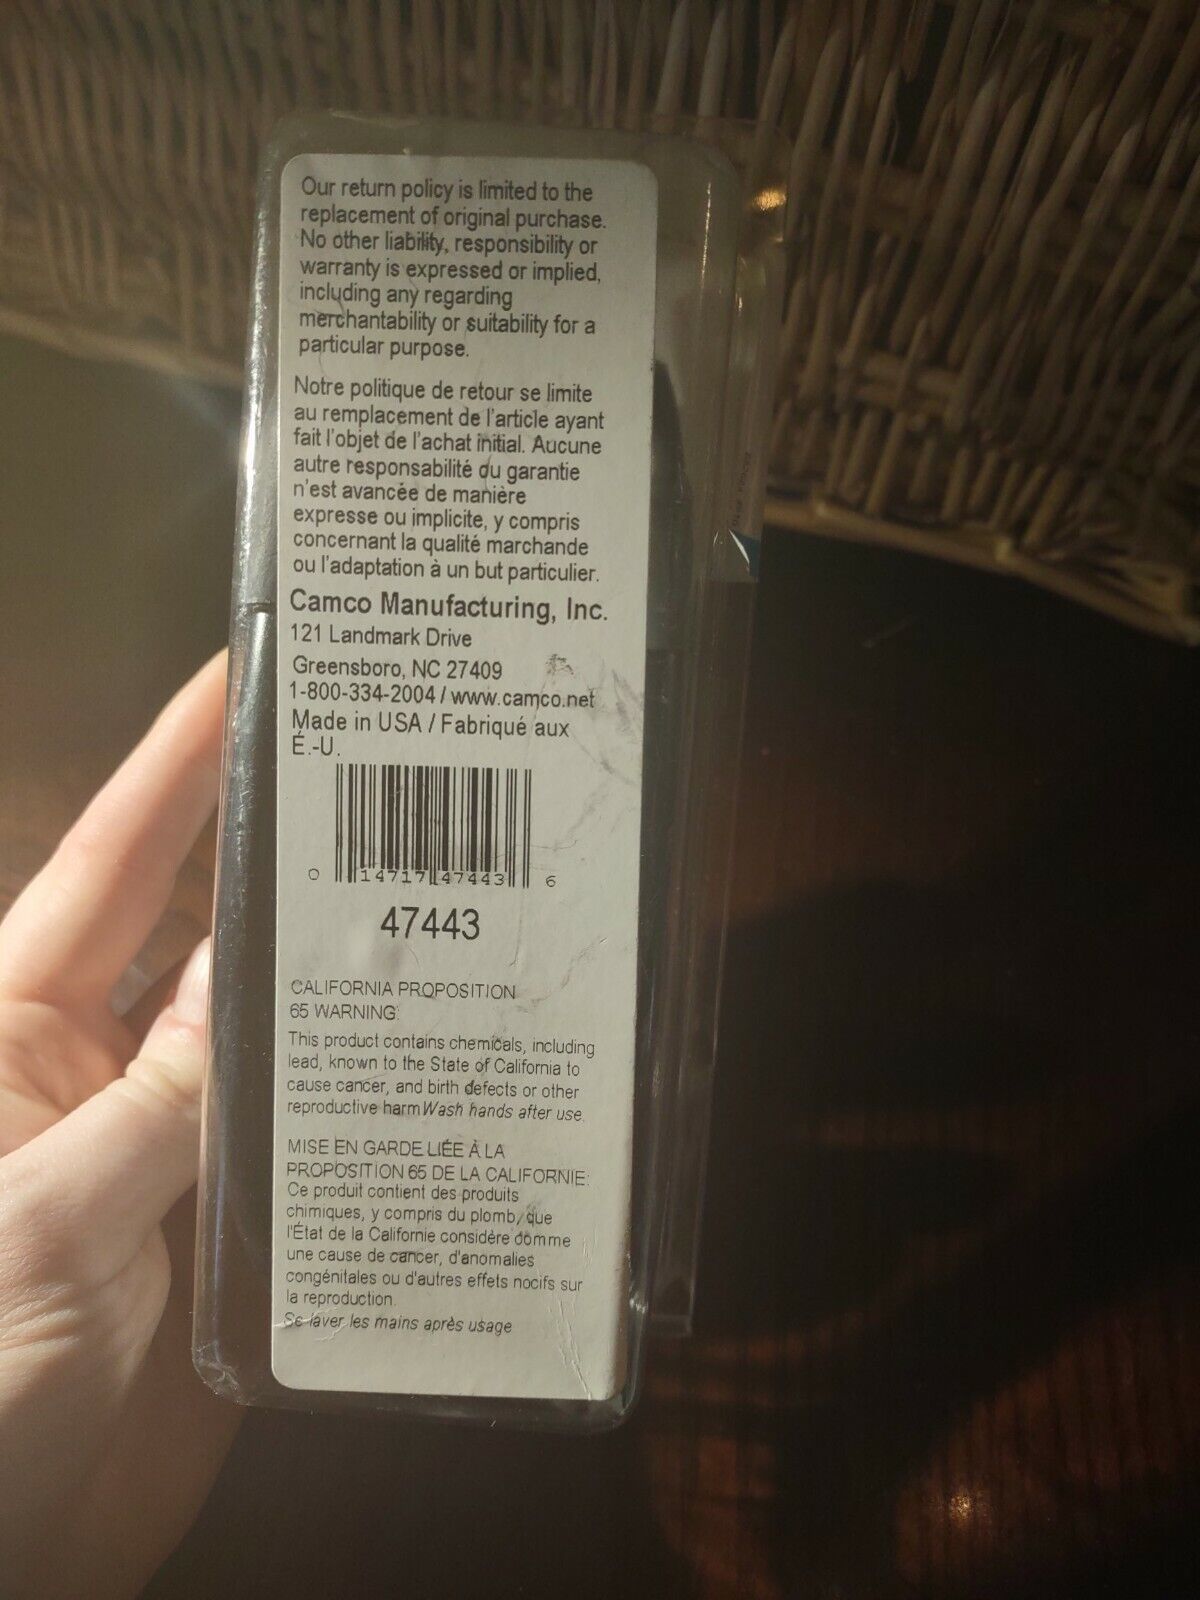 Our return policy is limited to the
replacement of original purchase.
No other liability, responsibility or
warranty is expressed or implied,
including any regarding
merchantability or suitability for a
particular purpose.
Notre politique de retour se limite
au remplacement de l'article ayant
fait l'objet de l'achat initial. Aucune
autre responsabilité ou garantie
n'est avancée de manière
expresse ou implicite, y compris
concernant la qualité marchande
ou l'adaptation à un but particulier.
Camco Manufacturing, Inc.
121 Landmark Drive
Greensboro, NC 27409
1-800-334-2004 / www.camco.net
Made in USA / Fabriqué aux
É.-U.
0 14717 47443 6
47443
CALIFORNIA PROPOSITION
65 WARNING:
This product contains chemicals, including
lead, known to the State of California to
cause cancer, and birth defects or other
reproductive harm Wash hands after use.
MISE EN GARDE LIÉE À LA
PROPOSITION 65 DE LA CALIFORNIE:
Ce produit contient des produits
chimiques, y compris du plomb, que
l'État de la Californie considère comme
une cause de cancer, d'anomalies
congénitales ou d'autres effets nocifs sur
la reproduction.
Se laver les mains après usage